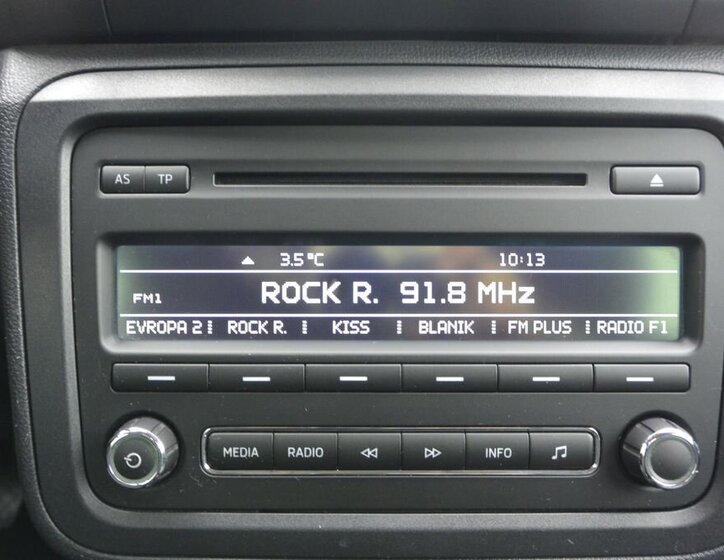 AS TP
3.5°C 10:13
FM1 ROCK R. 91.8 MHz
EVROPA 2 ROCK R. KISS BLANIK FM PLUS RADIO F1
MEDIA RADIO INFO